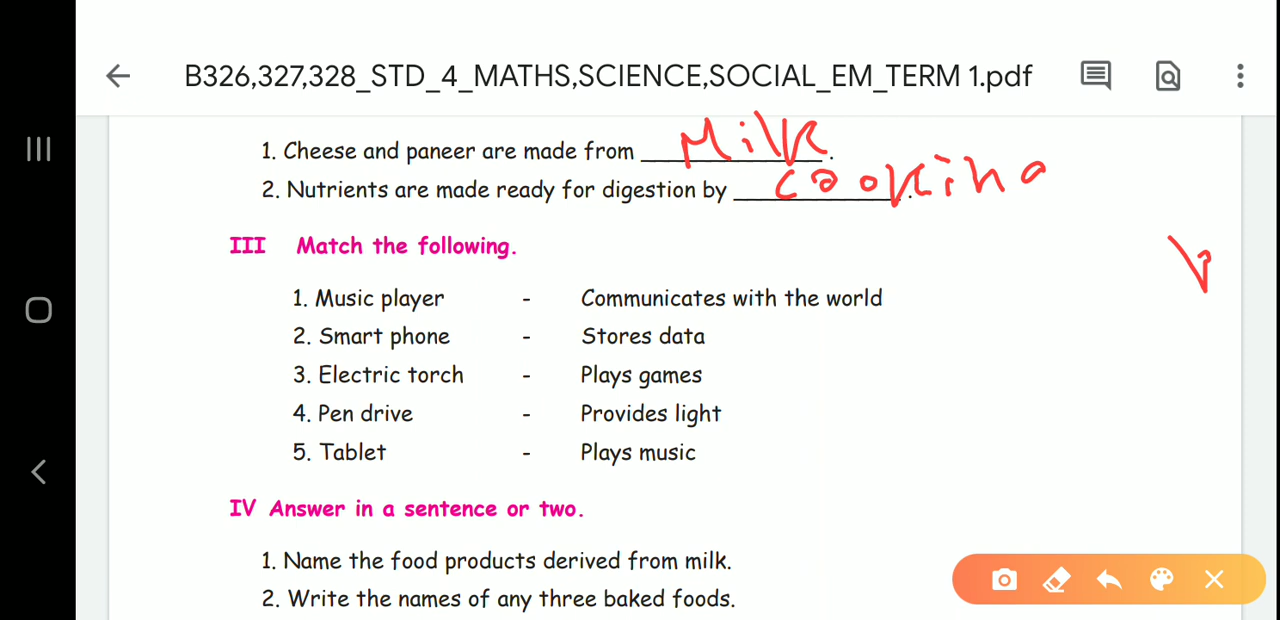 B326,327,328_STD_4_MATHS,SCIENCE,SOCIAL_EM_TERM 1.pdf
1. Cheese and paneer are made from ____________ Milk.
2. Nutrients are made ready for digestion by ____________ cooking.
III Match the following.
1. Music player - Communicates with the world
2. Smart phone - Stores data
3. Electric torch - Plays games
4. Pen drive - Provides light
5. Tablet - Plays music
IV Answer in a sentence or two.
1. Name the food products derived from milk.
2. Write the names of any three baked foods.